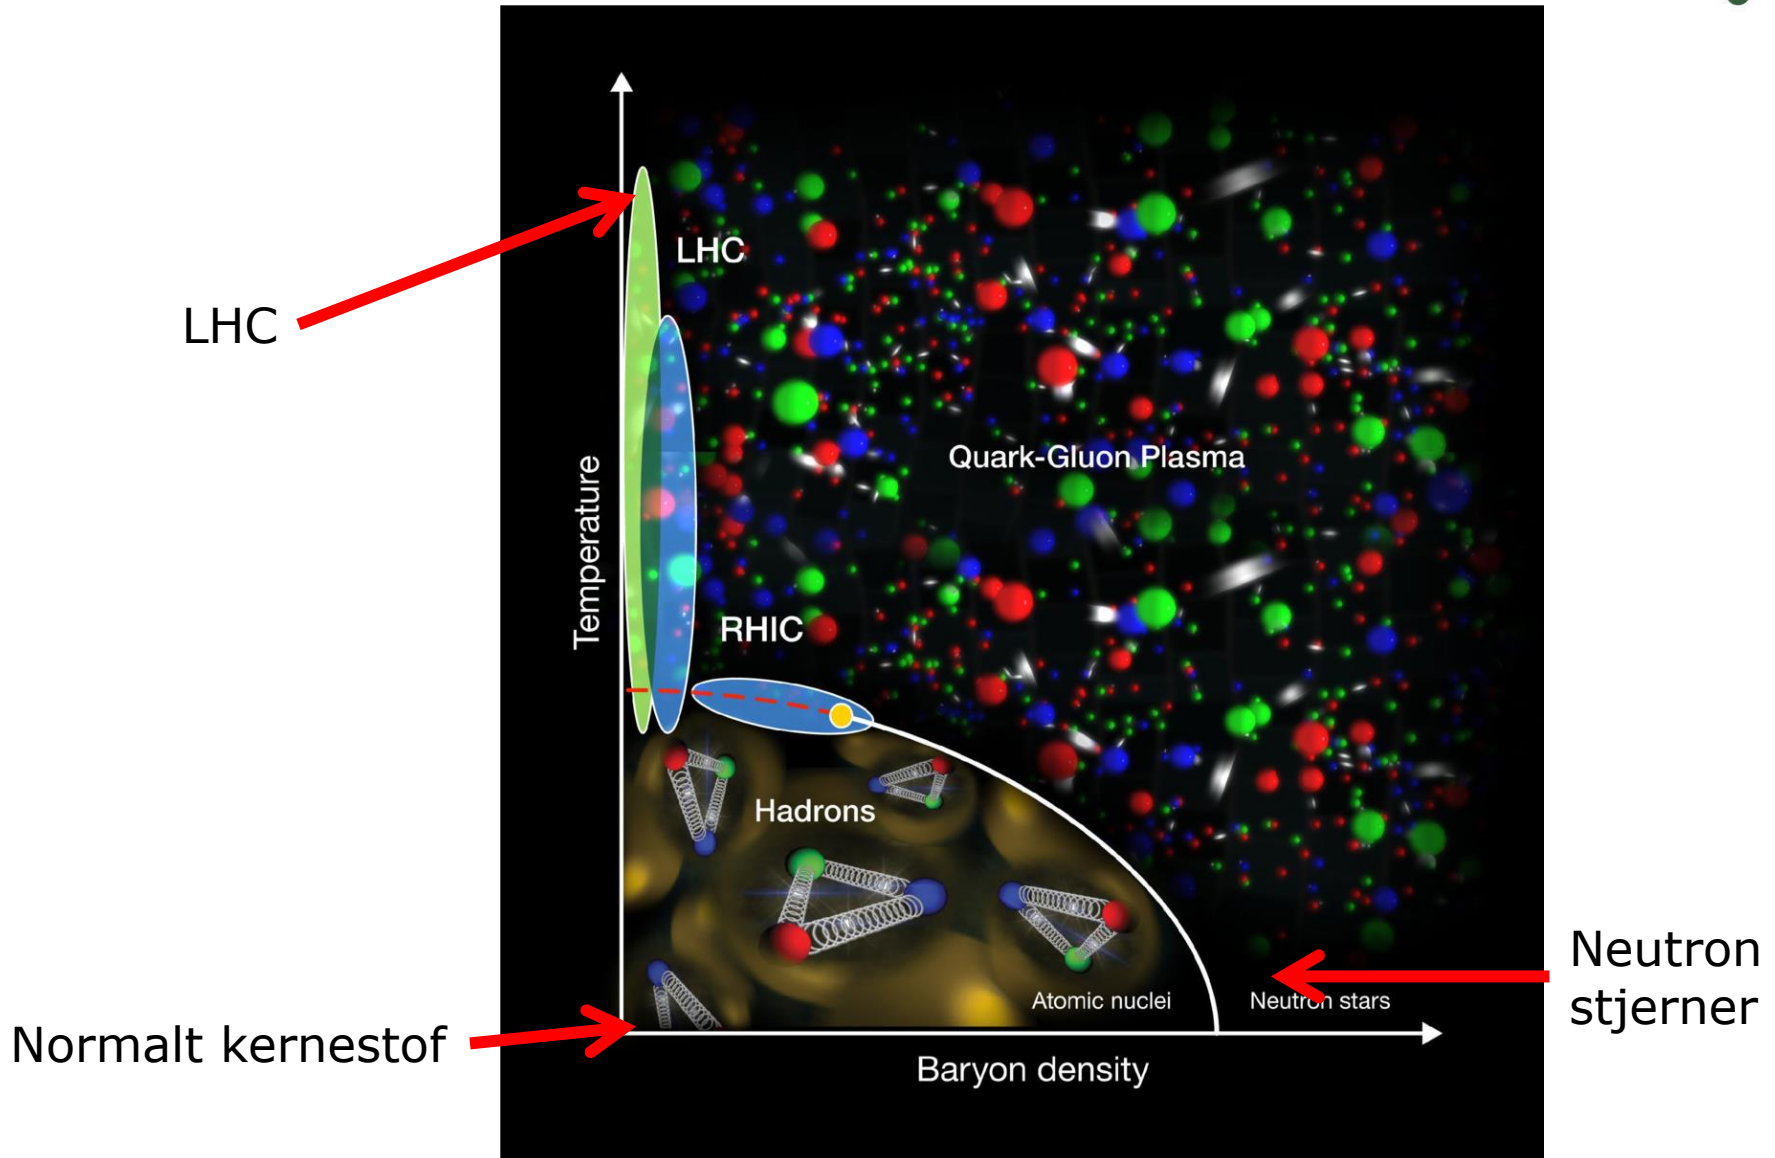 LHC
LHC
Temperature
Quark-Gluon Plasma
RHIC
Hadrons
Atomic nuclei
Neutron stars
Neutron
stjerner
Normalt kernestof
Baryon density